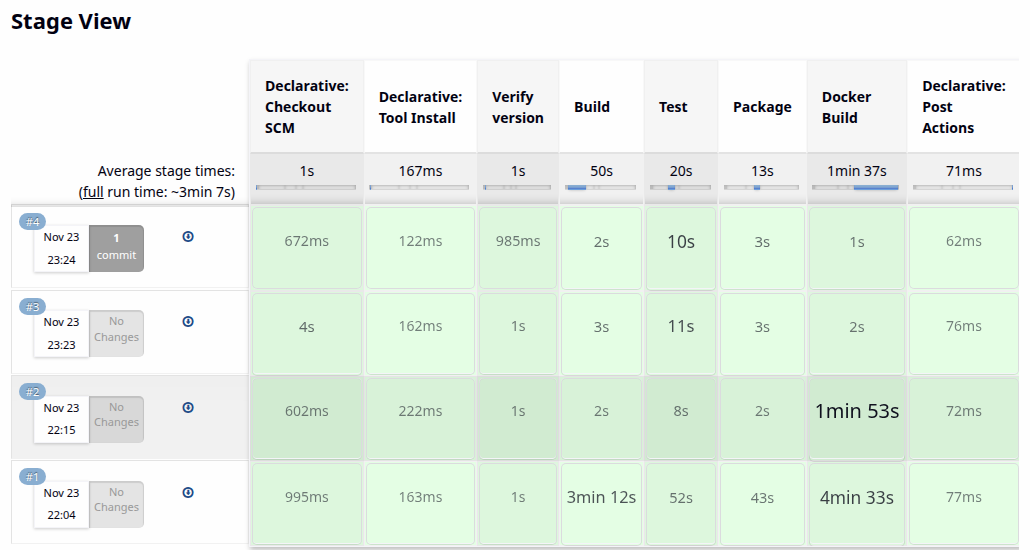 Stage View
Declarative: Checkout SCM
Declarative: Tool Install
Verify version
Build
Test
Package
Docker Build
Declarative: Post Actions
Average stage times:
(full run time: ~3min 7s)
1s
167ms
1s
50s
20s
13s
1min 37s
71ms
#4
Nov 23
23:24
1
commit
672ms
122ms
985ms
2s
10s
3s
1s
62ms
#3
Nov 23
23:23
No
Changes
4s
162ms
1s
3s
11s
3s
2s
76ms
#2
Nov 23
22:15
No
Changes
602ms
222ms
1s
2s
8s
2s
1min 53s
72ms
#1
Nov 23
22:04
No
Changes
995ms
163ms
1s
3min 12s
52s
43s
4min 33s
77ms